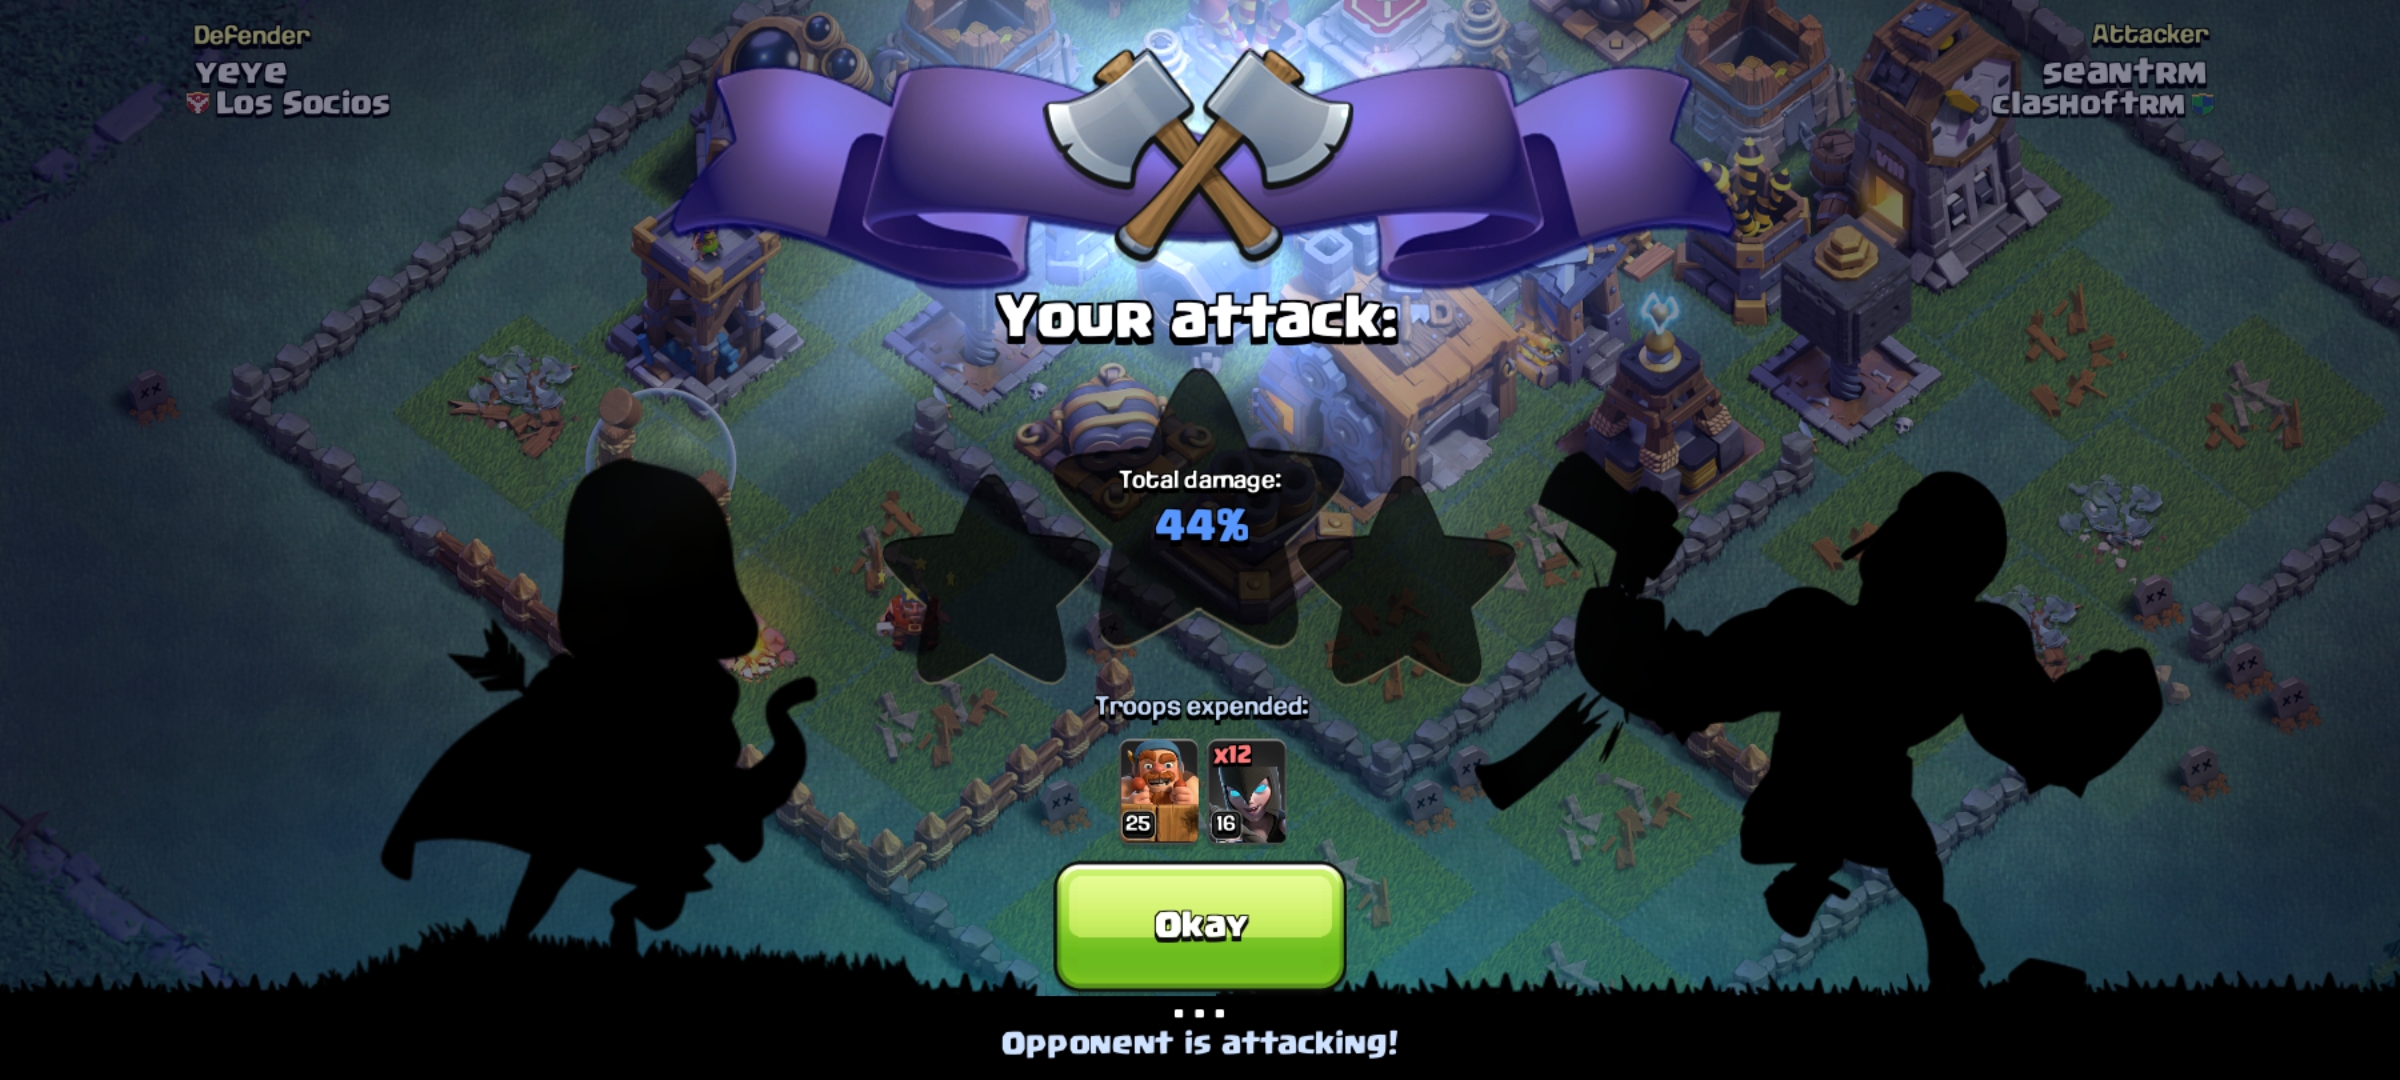 Defender
yeye
Los Socios
Attacker
seantRM
clashoftRM
Your attack:
Total damage:
44%
Troops expended:
x12
25
16
Okay
...
Opponent is attacking!